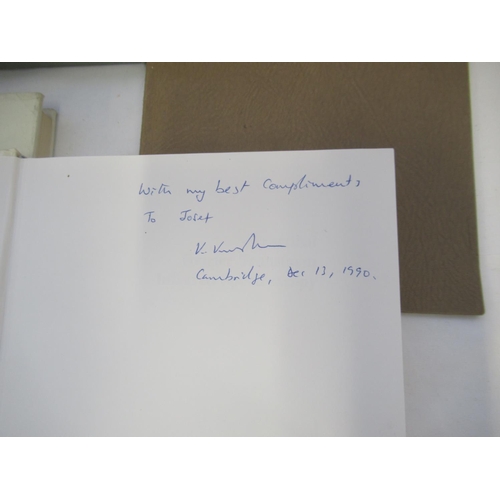 With my best Compliments
To Josef
Cambridge, Dec 13, 1990.